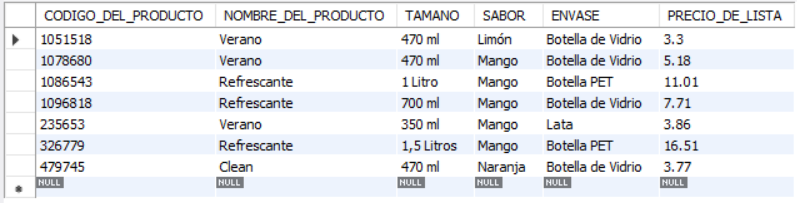 CODIGO_DEL_PRODUCTO NOMBRE_DEL_PRODUCTO TAMANO SABOR ENVASE PRECIO_DE_LISTA
1051518 Verano 470 ml Limón Botella de Vidrio 3.3
1078680 Verano 470 ml Mango Botella de Vidrio 5.18
1086543 Refrescante 1 Litro Mango Botella PET 11.01
1096818 Refrescante 700 ml Mango Botella de Vidrio 7.71
235653 Verano 350 ml Mango Lata 3.86
326779 Refrescante 1,5 Litros Mango Botella PET 16.51
479745 Clean 470 ml Naranja Botella de Vidrio 3.77
NULL NULL NULL NULL NULL NULL